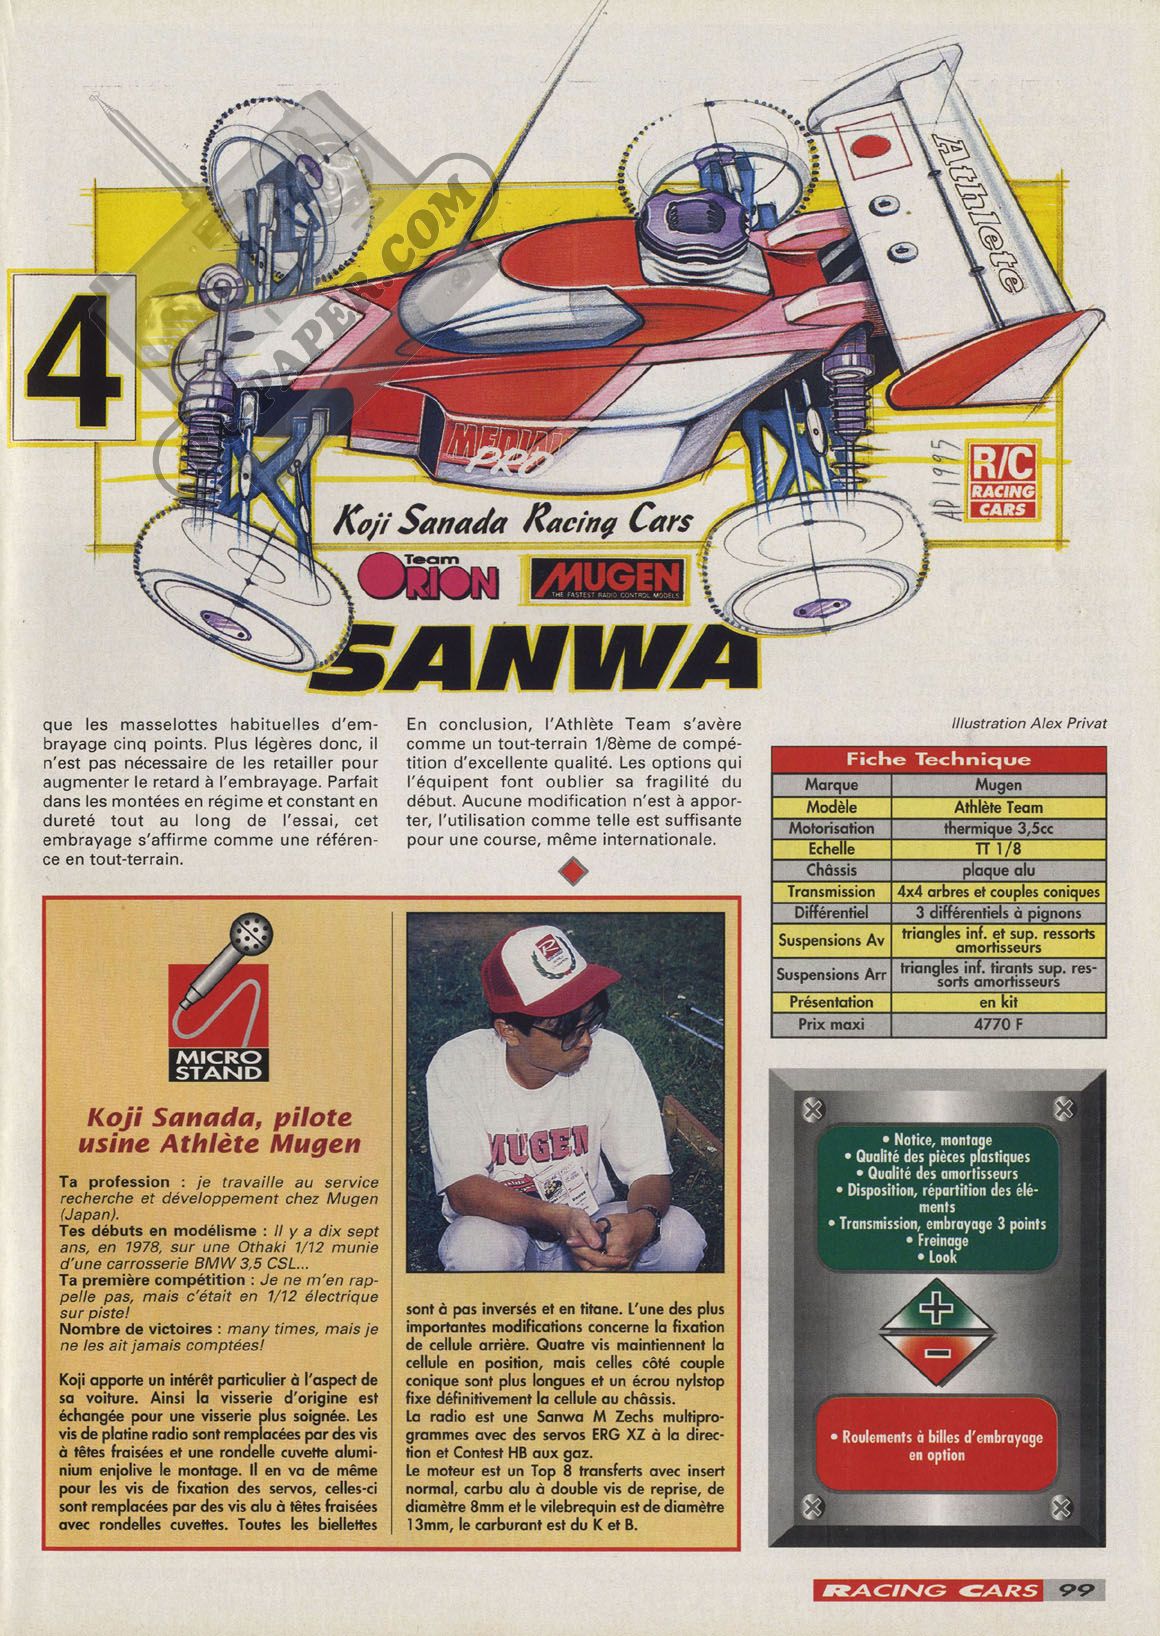 4
Athlete
MEDIUM
PRO
AP 1995
R/C
RACING
CARS
Koji Sanada Racing Cars
Team
ORION
MUGEN
THE FASTEST RADIO CONTROL MODELS
SANWA
PAPER.COM
que les masselottes habituelles d'em-
brayage cinq points. Plus légères donc, il
n'est pas nécessaire de les retailler pour
augmenter le retard à l'embrayage. Parfait
dans les montées en régime et constant en
dureté tout au long de l'essai, cet
embrayage s'affirme comme une référen-
ce en tout-terrain.
En conclusion, l'Athlète Team s'avère
comme un tout-terrain 1/8ème de compé-
tition d'excellente qualité. Les options qui
l'équipent font oublier sa fragilité du
début. Aucune modification n'est à appor-
ter, l'utilisation comme telle est suffisante
pour une course, même internationale.
Illustration Alex Privat
Fiche Technique
Marque Mugen
Modèle Athlète Team
Motorisation thermique 3,5cc
Echelle TT 1/8
Châssis plaque alu
Transmission 4x4 arbres et couples coniques
Différentiel 3 différentiels à pignons
Suspensions Av triangles inf. et sup. ressorts
amortisseurs
Suspensions Arr triangles inf. tirants sup. res-
sorts amortisseurs
Présentation en kit
Prix maxi 4770 F
MICRO
STAND
Koji Sanada, pilote
usine Athlète Mugen
Ta profession : je travaille au service
recherche et développement chez Mugen
(Japan).
Tes débuts en modélisme : Il y a dix sept
ans, en 1978, sur une Othaki 1/12 munie
d'une carrosserie BMW 3,5 CSL...
Ta première compétition : Je ne m'en rap-
pelle pas, mais c'était en 1/12 électrique
sur piste!
Nombre de victoires : many times, mais je
ne les ait jamais comptées!
Koji apporte un intérêt particulier à l'aspect de
sa voiture. Ainsi la visserie d'origine est
échangée pour une visserie plus soignée. Les
vis de platine radio sont remplacées par des vis
à têtes fraisées et une rondelle cuvette alumi-
nium enjolive le montage. Il en va de même
pour les vis de fixation des servos, celles-ci
sont remplacées par des vis alu à têtes fraisées
avec rondelles cuvettes. Toutes les biellettes
MUGEN
sont à pas inversés et en titane. L'une des plus
importantes modifications concerne la fixation
de cellule arrière. Quatre vis maintiennent la
cellule en position, mais celles côté couple
conique sont plus longues et un écrou nylstop
fixe définitivement la cellule au châssis.
La radio est une Sanwa M Zechs multipro-
grammes avec des servos ERG XZ à la direc-
tion et Contest HB aux gaz.
Le moteur est un Top 8 transferts avec insert
normal, carbu alu à double vis de reprise, de
diamètre 8mm et le vilebrequin est de diamètre
13mm, le carburant est du K et B.
• Notice, montage
• Qualité des pièces plastiques
• Qualité des amortisseurs
• Disposition, répartition des élé-
ments
• Transmission, embrayage 3 points
• Freinage
• Look
+
-
• Roulements à billes d'embrayage
en option
RACING CARS 99